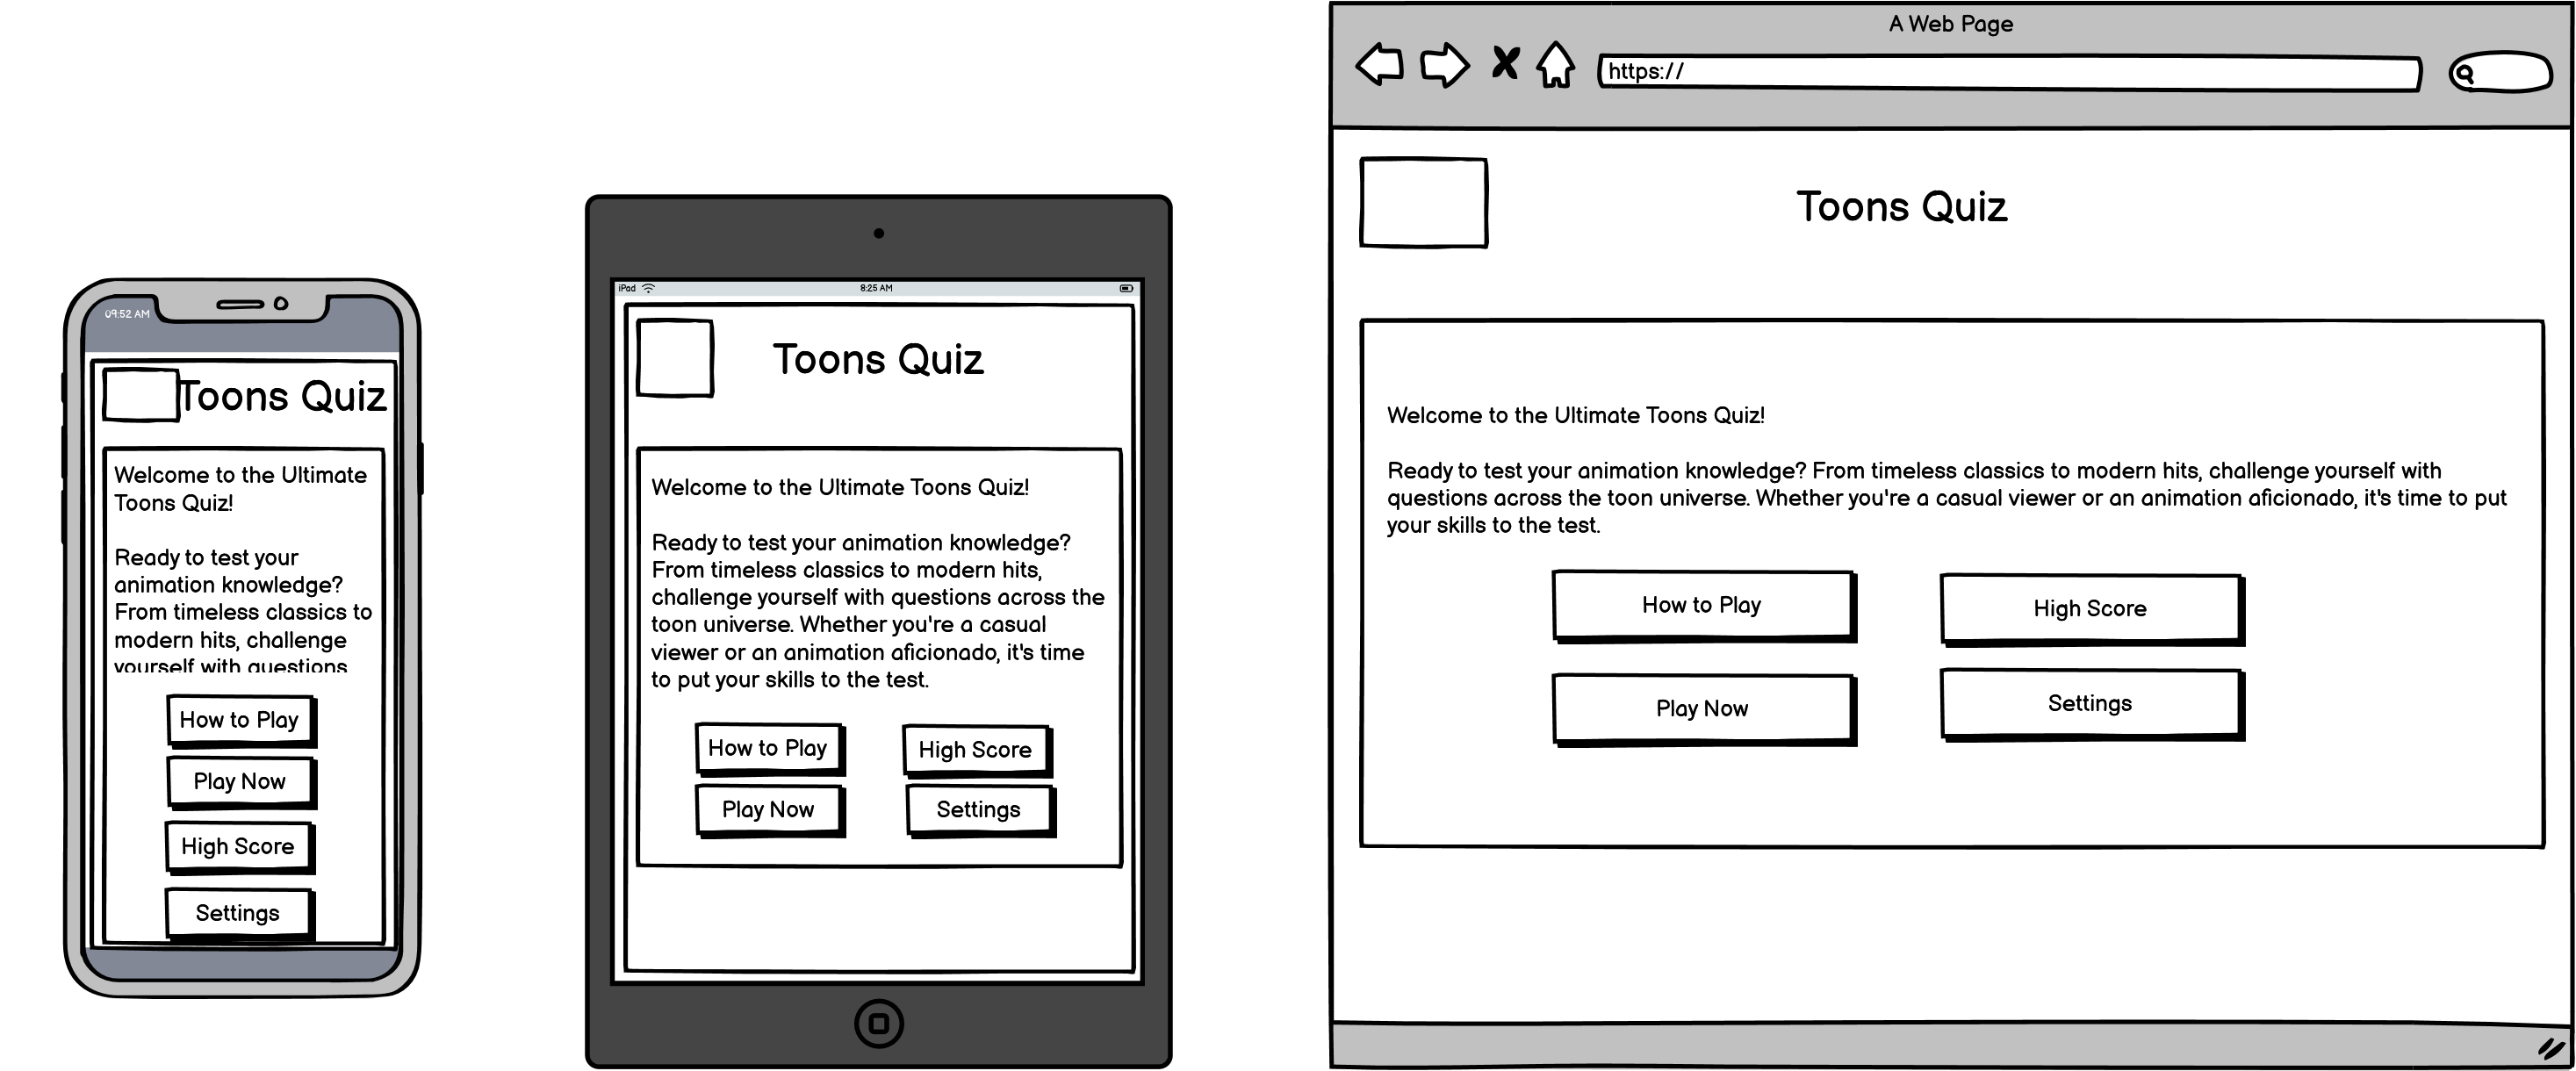 09:52 AM
Toons Quiz
Welcome to the Ultimate
Toons Quiz!
Ready to test your
animation knowledge?
From timeless classics to
modern hits, challenge
yourself with questions
How to Play
Play Now
High Score
Settings
iPad
8:25 AM
Toons Quiz
Welcome to the Ultimate Toons Quiz!
Ready to test your animation knowledge?
From timeless classics to modern hits,
challenge yourself with questions across the
toon universe. Whether you're a casual
viewer or an animation aficionado, it's time
to put your skills to the test.
How to Play
High Score
Play Now
Settings
A Web Page
https://
Toons Quiz
Welcome to the Ultimate Toons Quiz!
Ready to test your animation knowledge? From timeless classics to modern hits, challenge yourself with
questions across the toon universe. Whether you're a casual viewer or an animation aficionado, it's time to put
your skills to the test.
How to Play
High Score
Play Now
Settings